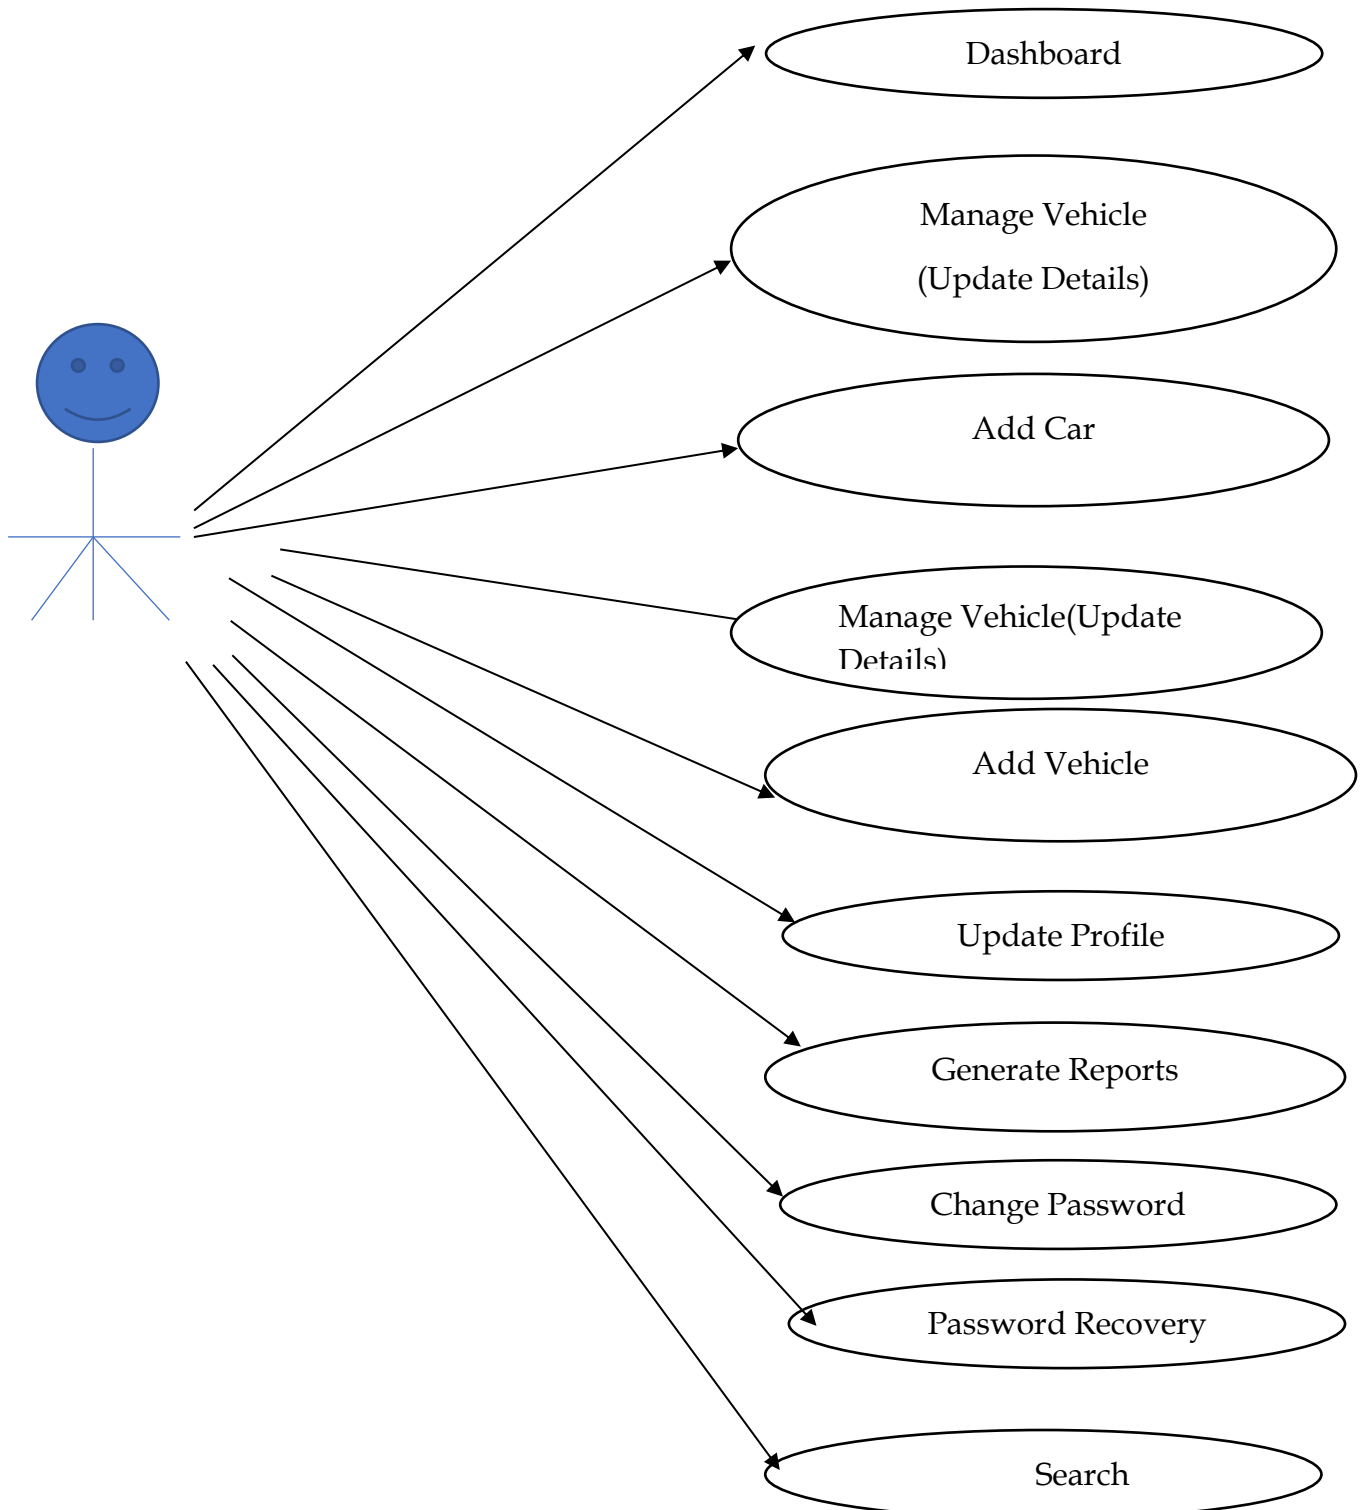 Dashboard
Manage Vehicle
(Update Details)
Add Car
Manage Vehicle(Update
Details)
Add Vehicle
Update Profile
Generate Reports
Change Password
Password Recovery
Search